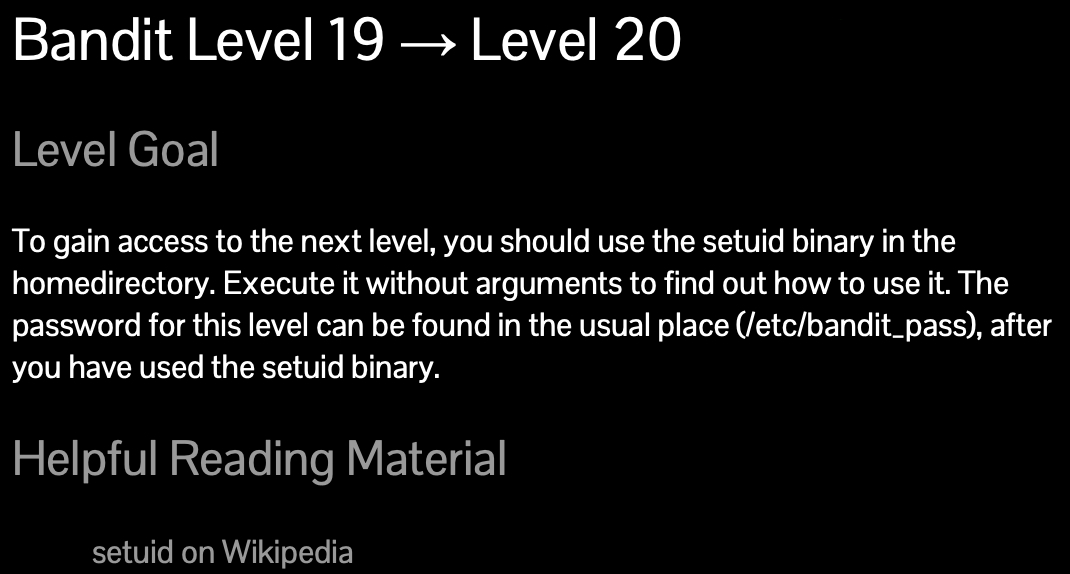 Bandit Level 19 → Level 20
Level Goal
To gain access to the next level, you should use the setuid binary in the
homedirectory. Execute it without arguments to find out how to use it. The
password for this level can be found in the usual place (/etc/bandit_pass), after
you have used the setuid binary.
Helpful Reading Material
setuid on Wikipedia